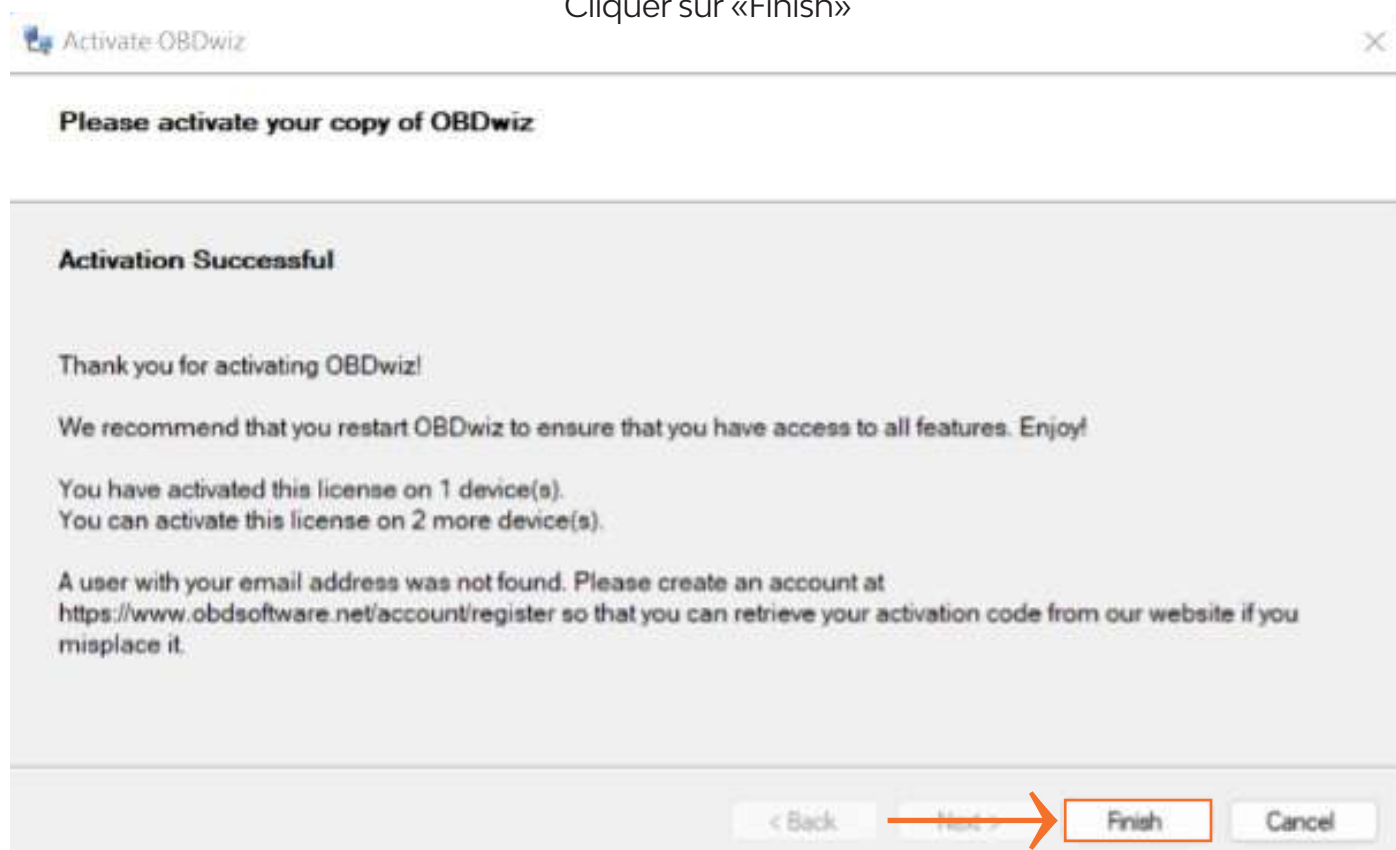 Cliquer sur «Finish»
Activate OBDwiz
Please activate your copy of OBDwiz
Activation Successful
Thank you for activating OBDwiz!
We recommend that you restart OBDwiz to ensure that you have access to all features. Enjoy!
You have activated this license on 1 device(s).
You can activate this license on 2 more device(s).
A user with your email address was not found. Please create an account at
https://www.obdsoftware.net/account/register so that you can retrieve your activation code from our website if you
misplace it.
< Back Next > Finish Cancel